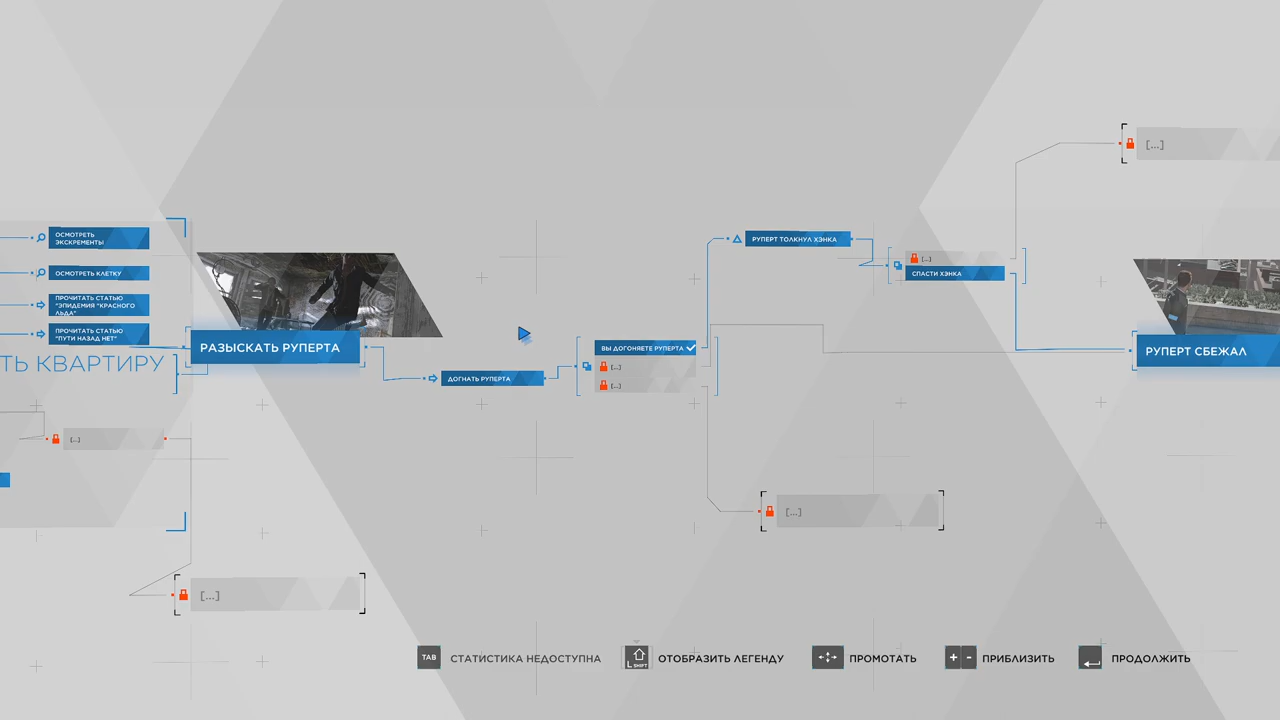 [...]
ОСМОТРЕТЬ
ЭКСКРЕМЕНТЫ
ОСМОТРЕТЬ КЛЕТКУ
ПРОЧИТАТЬ СТАТЬЮ
"ЭПИДЕМИЯ "КРАСНОГО
ЛЬДА"
ПРОЧИТАТЬ СТАТЬЮ
"ПУТИ НАЗАД НЕТ"
ТЬ КВАРТИРУ
РАЗЫСКАТЬ РУПЕРТА
ДОГНАТЬ РУПЕРТА
ВЫ ДОГОНЯЕТЕ РУПЕРТА
[...]
[...]
РУПЕРТ ТОЛКНУЛ ХЭНКА
[...]
СПАСТИ ХЭНКА
РУПЕРТ СБЕЖАЛ
[...]
[...]
[...]
TAB
СТАТИСТИКА НЕДОСТУПНА
L SHIFT
ОТОБРАЗИТЬ ЛЕГЕНДУ
ПРОМОТАТЬ
+ -
ПРИБЛИЗИТЬ
ПРОДОЛЖИТЬ